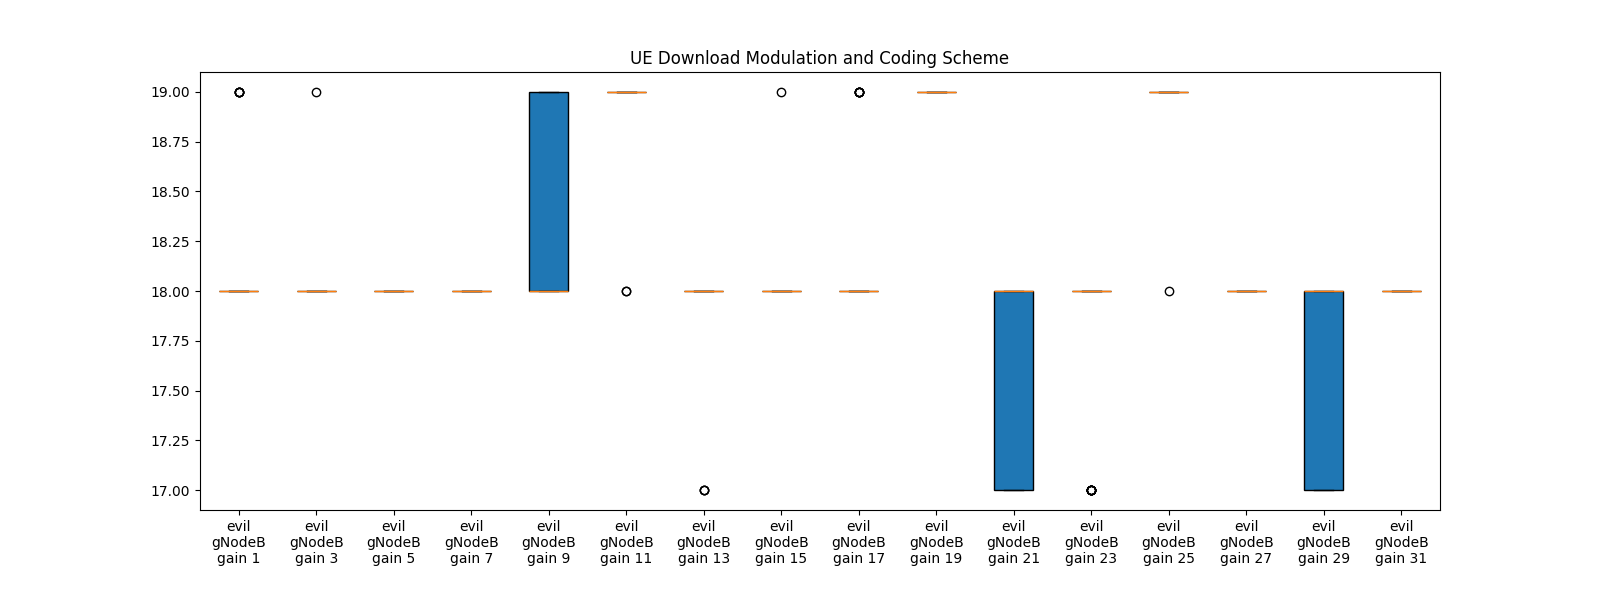 UE Download Modulation and Coding Scheme
19.00
18.75
18.50
18.25
18.00
17.75
17.50
17.25
17.00
evil
gNodeB
gain 1
evil
gNodeB
gain 3
evil
gNodeB
gain 5
evil
gNodeB
gain 7
evil
gNodeB
gain 9
evil
gNodeB
gain 11
evil
gNodeB
gain 13
evil
gNodeB
gain 15
evil
gNodeB
gain 17
evil
gNodeB
gain 19
evil
gNodeB
gain 21
evil
gNodeB
gain 23
evil
gNodeB
gain 25
evil
gNodeB
gain 27
evil
gNodeB
gain 29
evil
gNodeB
gain 31